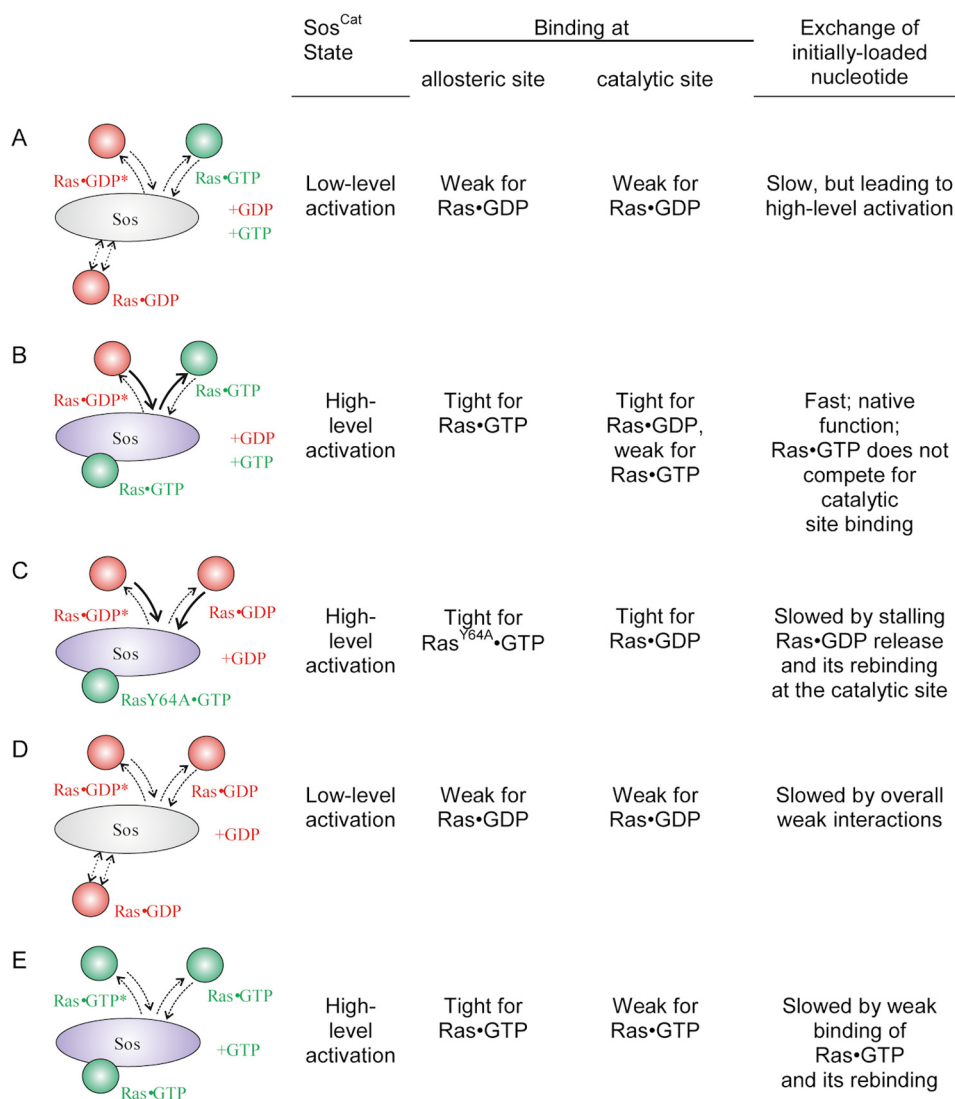 Sos^Cat State
Binding at
Exchange of
initially-loaded
nucleotide
allosteric site
catalytic site
A
Ras•GDP*
Ras•GTP
Sos
+GDP
+GTP
Ras•GDP
Low-level
activation
Weak for
Ras•GDP
Weak for
Ras•GDP
Slow, but leading to
high-level activation
B
Ras•GDP*
Ras•GTP
Sos
+GDP
+GTP
Ras•GTP
High-
level
activation
Tight for
Ras•GTP
Tight for
Ras•GDP,
weak for
Ras•GTP
Fast; native
function;
Ras•GTP does not
compete for
catalytic
site binding
C
Ras•GDP*
Ras•GDP
Sos
+GDP
RasY64A•GTP
High-
level
activation
Tight for
Ras^Y64A•GTP
Tight for
Ras•GDP
Slowed by stalling
Ras•GDP release
and its rebinding
at the catalytic site
D
Ras•GDP*
Ras•GDP
Sos
+GDP
Ras•GDP
Low-level
activation
Weak for
Ras•GDP
Weak for
Ras•GDP
Slowed by overall
weak interactions
E
Ras•GTP*
Ras•GTP
Sos
+GTP
Ras•GTP
High-
level
activation
Tight for
Ras•GTP
Weak for
Ras•GTP
Slowed by weak
binding of
Ras•GTP
and its rebinding